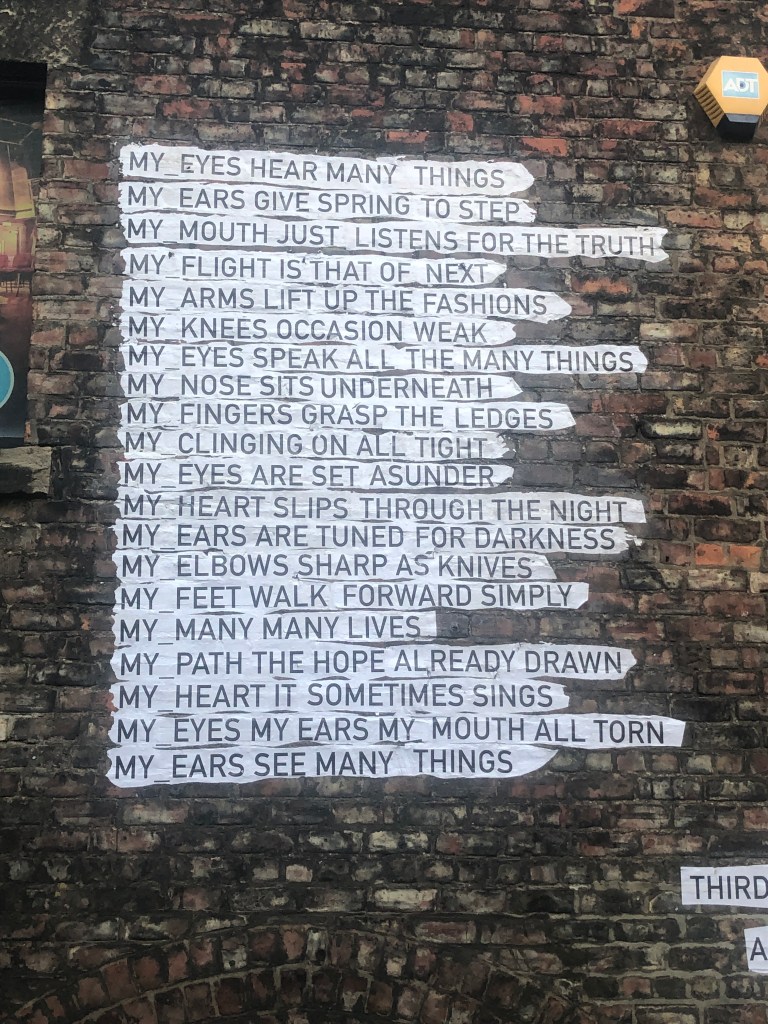 ADT
MY_EYES HEAR MANY THINGS
MY_EARS GIVE SPRING TO STEP
MY_MOUTH JUST LISTENS FOR THE TRUTH
MY_FLIGHT IS THAT OF NEXT
MY_ARMS LIFT UP THE FASHIONS
MY_KNEES OCCASION WEAK
MY_EYES SPEAK ALL THE MANY THINGS
MY_NOSE SITS UNDERNEATH
MY_FINGERS GRASP THE LEDGES
MY_CLINGING ON ALL TIGHT
MY_EYES ARE SET ASUNDER
MY_HEART SLIPS THROUGH THE NIGHT
MY_EARS ARE TUNED FOR DARKNESS
MY_ELBOWS SHARP AS KNIVES
MY_FEET WALK FORWARD SIMPLY
MY_MANY MANY LIVES
MY_PATH THE HOPE ALREADY DRAWN
MY_HEART IT SOMETIMES SINGS
MY_EYES MY EARS MY_MOUTH ALL TORN
MY_EARS SEE MANY THINGS
THIRD
A